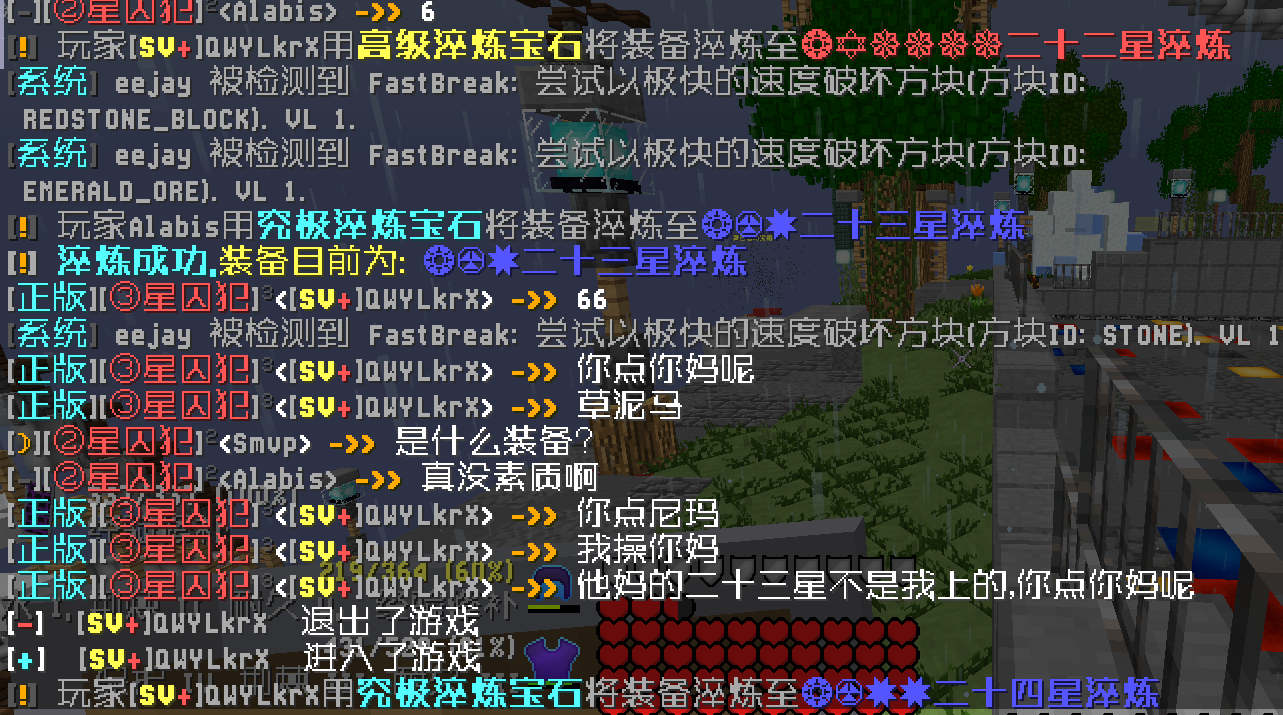 [-][②星囚犯]²<Alabis> ->> 6
[!] 玩家[SV+]QWYLkrX用高级淬炼宝石将装备淬炼至❂✡❁❁❁❁二十二星淬炼
[系统] eejay 被检测到 FastBreak: 尝试以极快的速度破坏方块(方块ID:
REDSTONE_BLOCK). VL 1.
[系统] eejay 被检测到 FastBreak: 尝试以极快的速度破坏方块(方块ID:
EMERALD_ORE). VL 1.
[!] 玩家Alabis用究极淬炼宝石将装备淬炼至❂㉿✸二十三星淬炼
[!] 淬炼成功,装备目前为: ❂㉿✸二十三星淬炼
[正版][③星囚犯]³<[SV+]QWYLkrX> ->> 66
[系统] eejay 被检测到 FastBreak: 尝试以极快的速度破坏方块(方块ID: STONE). VL 1
[正版][③星囚犯]³<[SV+]QWYLkrX> ->> 你点你妈呢
[正版][③星囚犯]³<[SV+]QWYLkrX> ->> 草泥马
[☽][②星囚犯]²<Smvp> ->> 是什么装备?
[-][②星囚犯]²<Alabis> ->> 真没素质啊
[正版][③星囚犯]³<[SV+]QWYLkrX> ->> 你点尼玛
[正版][③星囚犯]³<[SV+]QWYLkrX> ->> 我操你妈
219/364 (60%)
[正版][③星囚犯]³<[SV+]QWYLkrX> ->> 他妈的二十三星不是我上的,你点你妈呢
[-] [SV+]QWYLkrX 退出了游戏
[+] [SV+]QWYLkrX 进入了游戏
[!] 玩家[SV+]QWYLkrX用究极淬炼宝石将装备淬炼至❂㉿✸✸二十四星淬炼